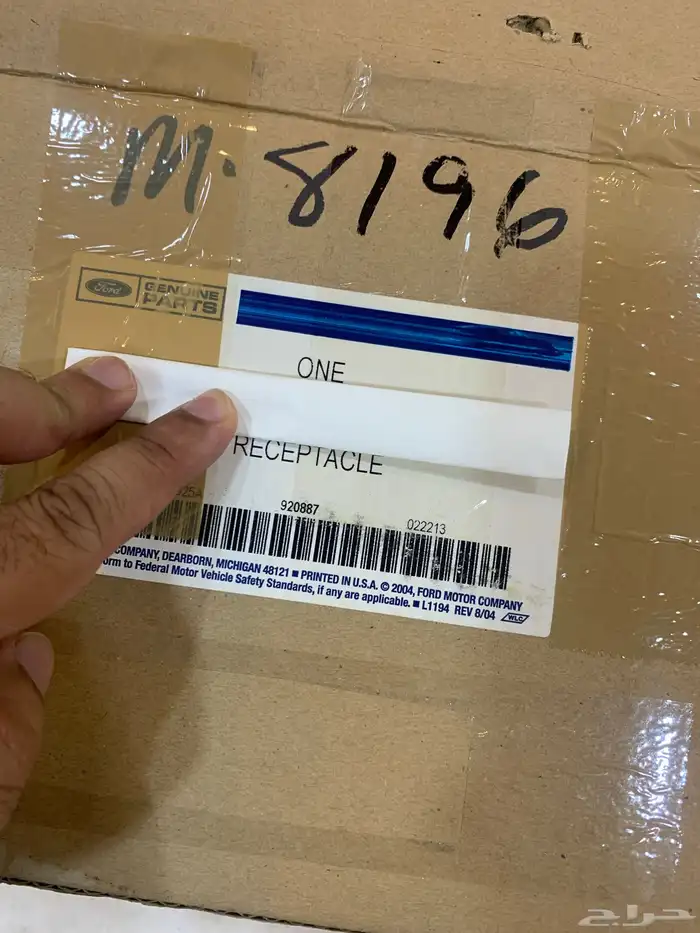 M. 8196
Ford
GENUINE
PARTS
ONE
RECEPTACLE
920887
022213
COMPANY, DEARBORN, MICHIGAN 48121 ■ PRINTED IN U.S.A. © 2004, FORD MOTOR COMPANY
orm to Federal Motor Vehicle Safety Standards, if any are applicable. ■ L1194 REV 8/04 WLC
حراج